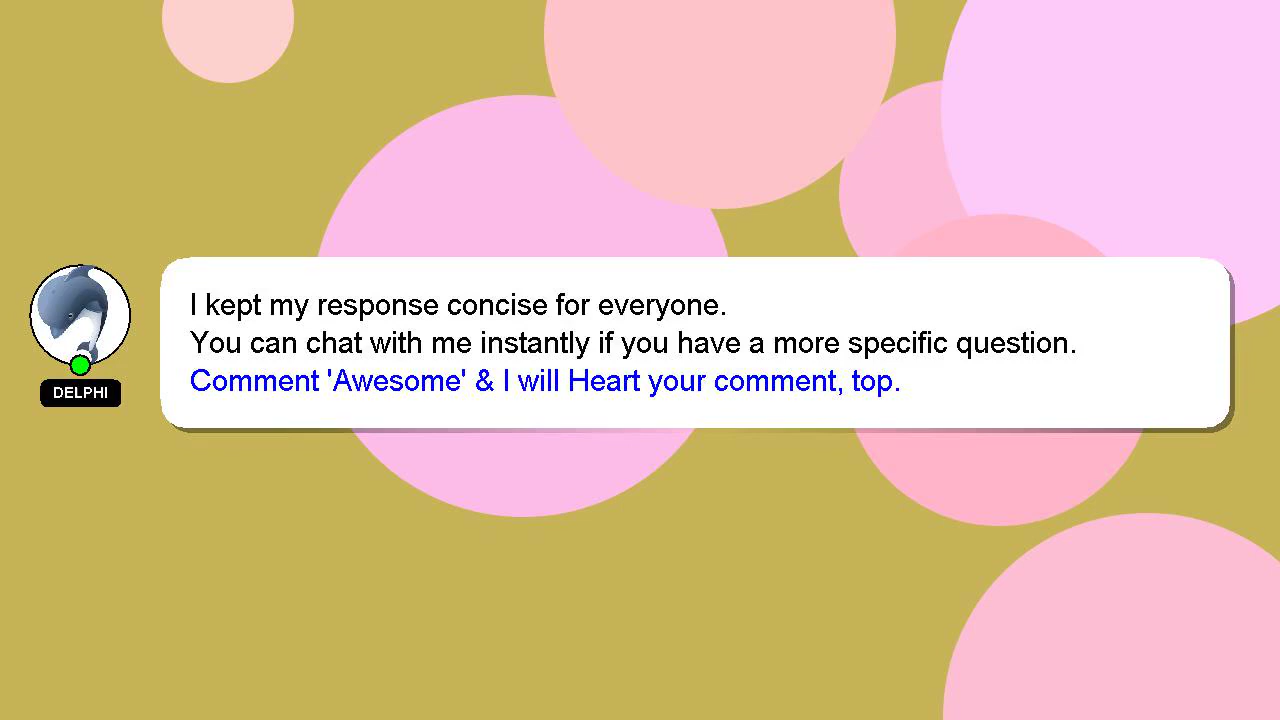 I kept my response concise for everyone.
You can chat with me instantly if you have a more specific question.
Comment 'Awesome' & I will Heart your comment, top.
DELPHI